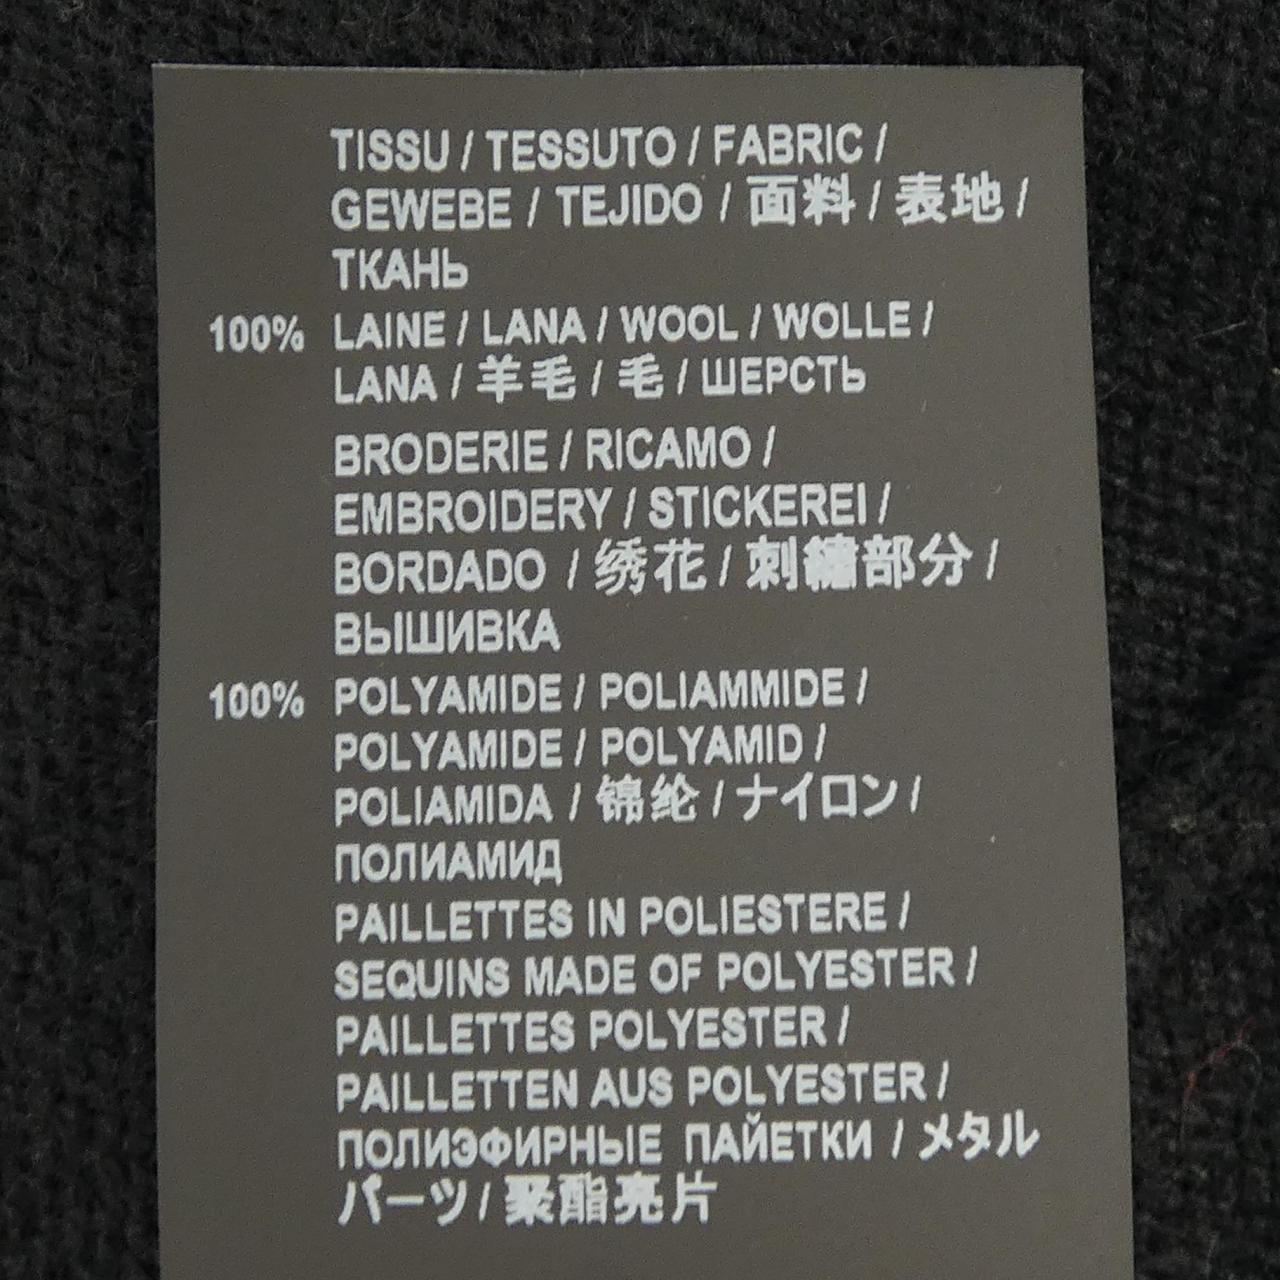 TISSU / TESSUTO / FABRIC /
GEWEBE / TEJIDO / 面料 / 表地 /
ТКАНЬ
100% LAINE / LANA / WOOL / WOLLE /
LANA / 羊毛 / 毛 / ШЕРСТЬ
BRODERIE / RICAMO /
EMBROIDERY / STICKEREI /
BORDADO / 绣花 / 刺繍部分 /
ВЫШИВКА
100% POLYAMIDE / POLIAMMIDE /
POLYAMIDE / POLYAMID /
POLIAMIDA / 锦纶 / ナイロン /
ПОЛИАМИД
PAILLETTES IN POLIESTERE /
SEQUINS MADE OF POLYESTER /
PAILLETTES POLYESTER /
PAILLETTEN AUS POLYESTER /
ПОЛИЭФИРНЫЕ ПАЙЕТКИ / メタル
パーツ / 聚酯亮片